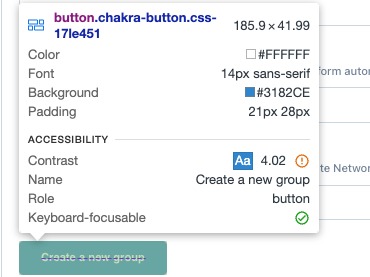 button.chakra-button.css-17le451 185.9 × 41.99
Color #FFFFFF
Font 14px sans-serif
Background #3182CE
Padding 21px 28px
ACCESSIBILITY
Contrast Aa 4.02
Name Create a new group
Role button
Keyboard-focusable
form autor
te Networ
Create a new group